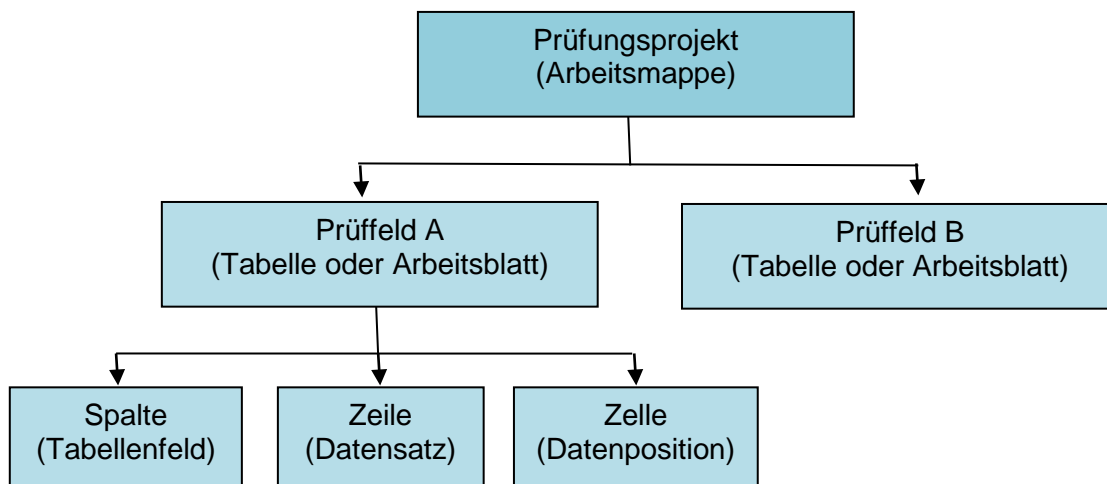 Prüfungsprojekt
(Arbeitsmappe)
Prüffeld A
(Tabelle oder Arbeitsblatt)
Prüffeld B
(Tabelle oder Arbeitsblatt)
Spalte
(Tabellenfeld)
Zeile
(Datensatz)
Zelle
(Datenposition)